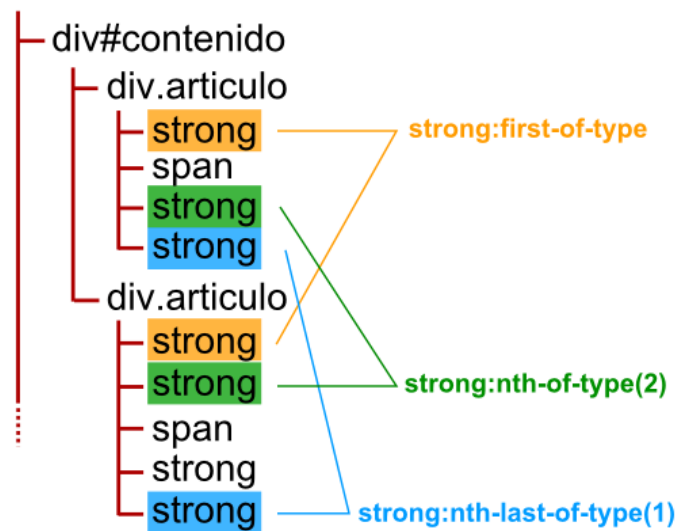 div#contenido
div.articulo
strong strong:first-of-type
span
strong
strong
div.articulo
strong
strong strong:nth-of-type(2)
span
strong
strong strong:nth-last-of-type(1)